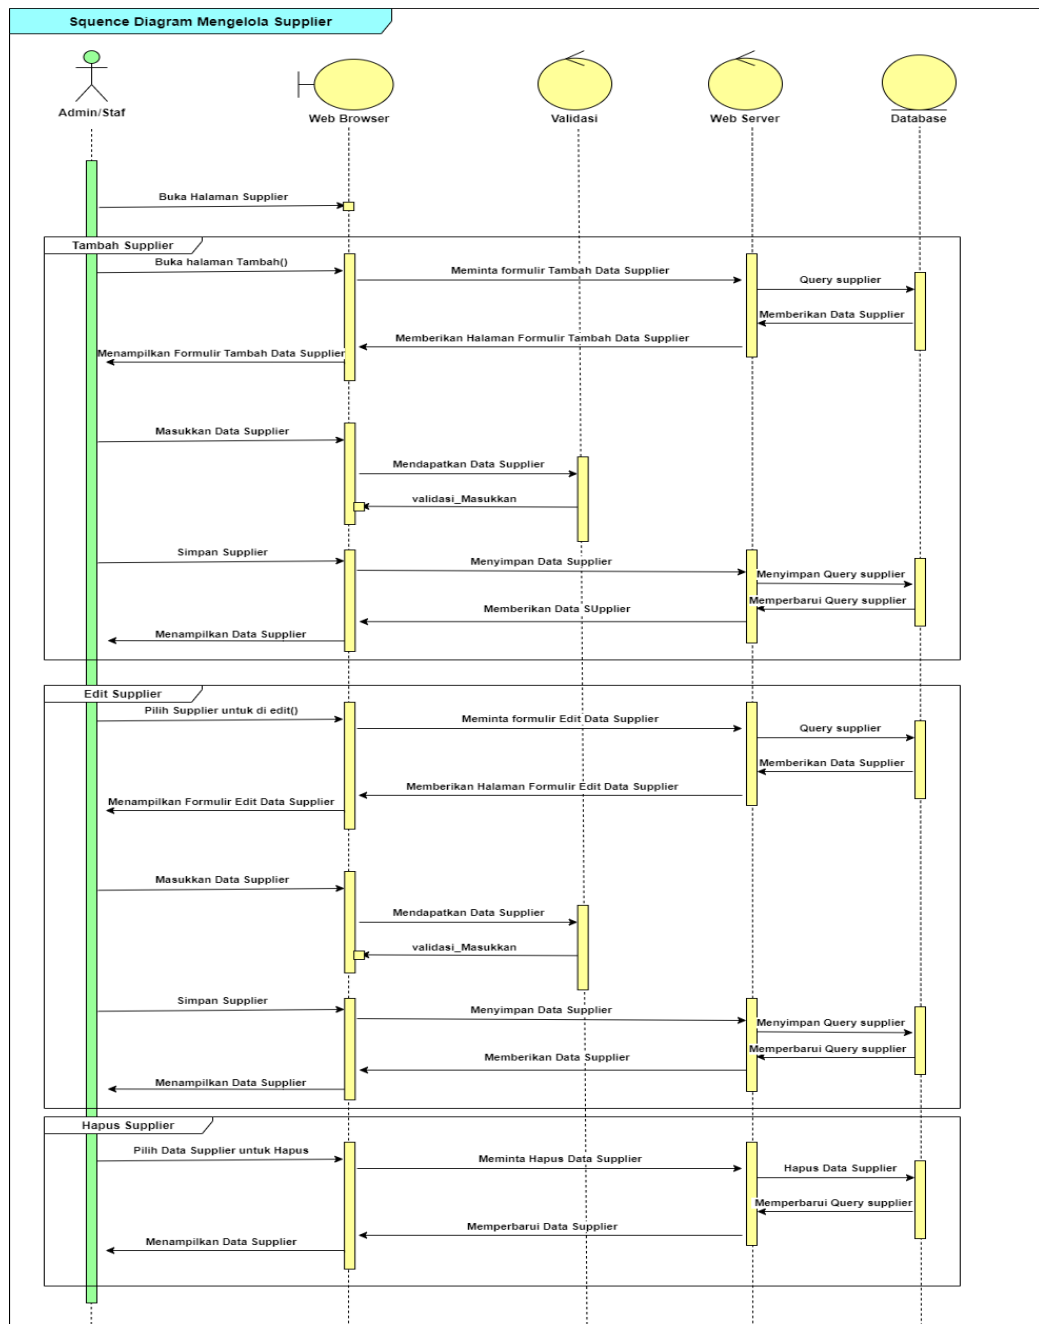 Squence Diagram Mengelola Supplier
Admin/Staf
Web Browser
Validasi
Web Server
Database
Buka Halaman Supplier
Tambah Supplier
Buka halaman Tambah()
Meminta formulir Tambah Data Supplier
Query supplier
Memberikan Data Supplier
Memberikan Halaman Formulir Tambah Data Supplier
Menampilkan Formulir Tambah Data Supplier
Masukkan Data Supplier
Mendapatkan Data Supplier
validasi_Masukkan
Simpan Supplier
Menyimpan Data Supplier
Menyimpan Query supplier
Memperbarui Query supplier
Memberikan Data SUpplier
Menampilkan Data Supplier
Edit Supplier
Pilih Supplier untuk di edit()
Meminta formulir Edit Data Supplier
Query supplier
Memberikan Data Supplier
Memberikan Halaman Formulir Edit Data Supplier
Menampilkan Formulir Edit Data Supplier
Masukkan Data Supplier
Mendapatkan Data Supplier
validasi_Masukkan
Simpan Supplier
Menyimpan Data Supplier
Menyimpan Query supplier
Memperbarui Query supplier
Memberikan Data Supplier
Menampilkan Data Supplier
Hapus Supplier
Pilih Data Supplier untuk Hapus
Meminta Hapus Data Supplier
Hapus Data Supplier
Memperbarui Query supplier
Memperbarui Data Supplier
Menampilkan Data Supplier